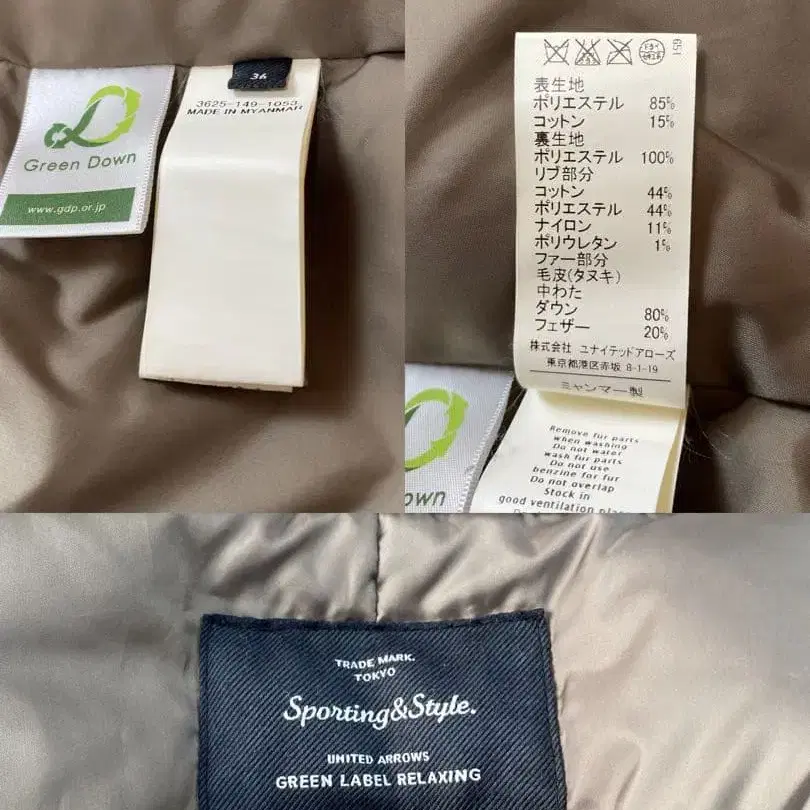 Green Down
www.gdp.or.jp
36
3625-149-1053
MADE IN MYANMAR
ドライ
651
表生地
ポリエステル 85%
コットン 15%
裏生地
ポリエステル 100%
リブ部分
コットン 44%
ポリエステル 44%
ナイロン 11%
ポリウレタン 1%
ファー部分
毛皮(タヌキ)
中わた
ダウン 80%
フェザー 20%
株式会社 ユナイテッドアローズ
東京都港区赤坂 8-1-19
ミャンマー製
Down
Remove fur parts
when washing
Do not water
wash fur parts
Do not use
benzine for fur
Do not overlap
Stock in
good ventilation
TRADE MARK.
TOKYO
Sporting&Style.
UNITED ARROWS
GREEN LABEL RELAXING